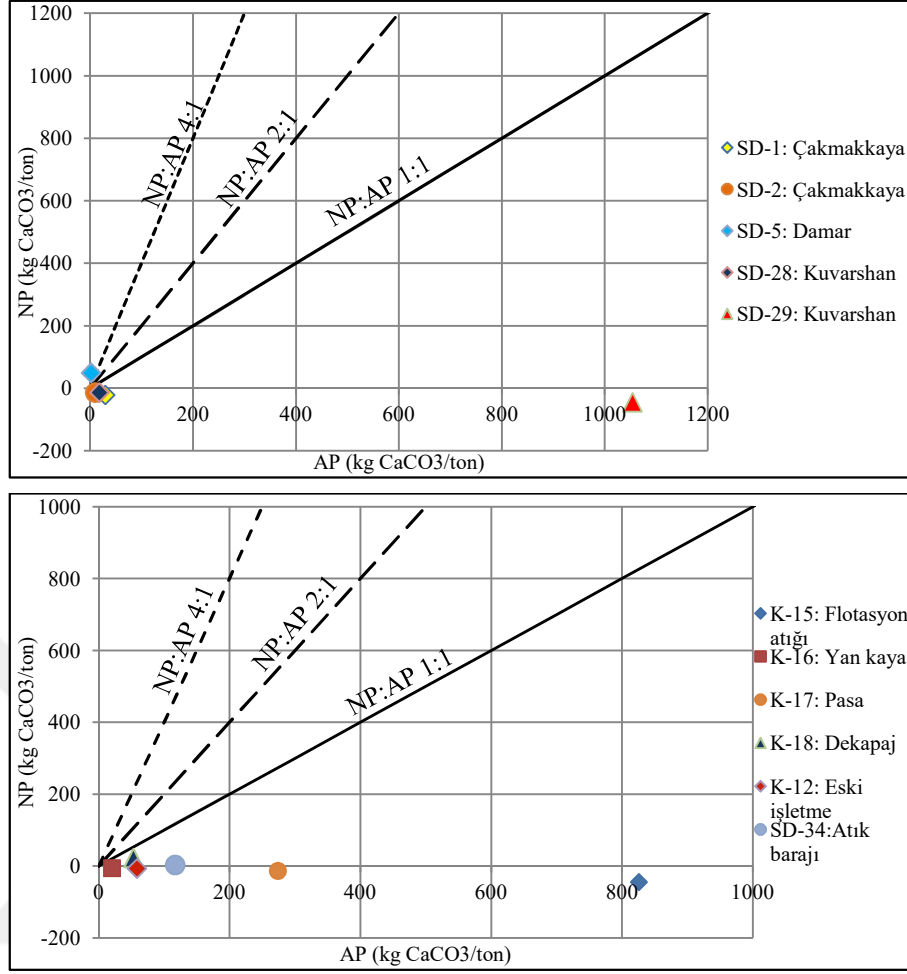 1200
1000
800
600
400
200
0
-200
0
200
400
600
800
1000
1200
NP (kg CaCO3/ton)
AP (kg CaCO3/ton)
NP:AP 4:1
NP:AP 2:1
NP:AP 1:1
SD-1: Çakmakkaya
SD-2: Çakmakkaya
SD-5: Damar
SD-28: Kuvarshan
SD-29: Kuvarshan
1000
800
600
400
200
0
-200
0
200
400
600
800
1000
NP (kg CaCO3/ton)
AP (kg CaCO3/ton)
NP:AP 4:1
NP:AP 2:1
NP:AP 1:1
K-15: Flotasyon
atığı
K-16: Yan kaya
K-17: Pasa
K-18: Dekapaj
K-12: Eski
işletme
SD-34:Atık
barajı